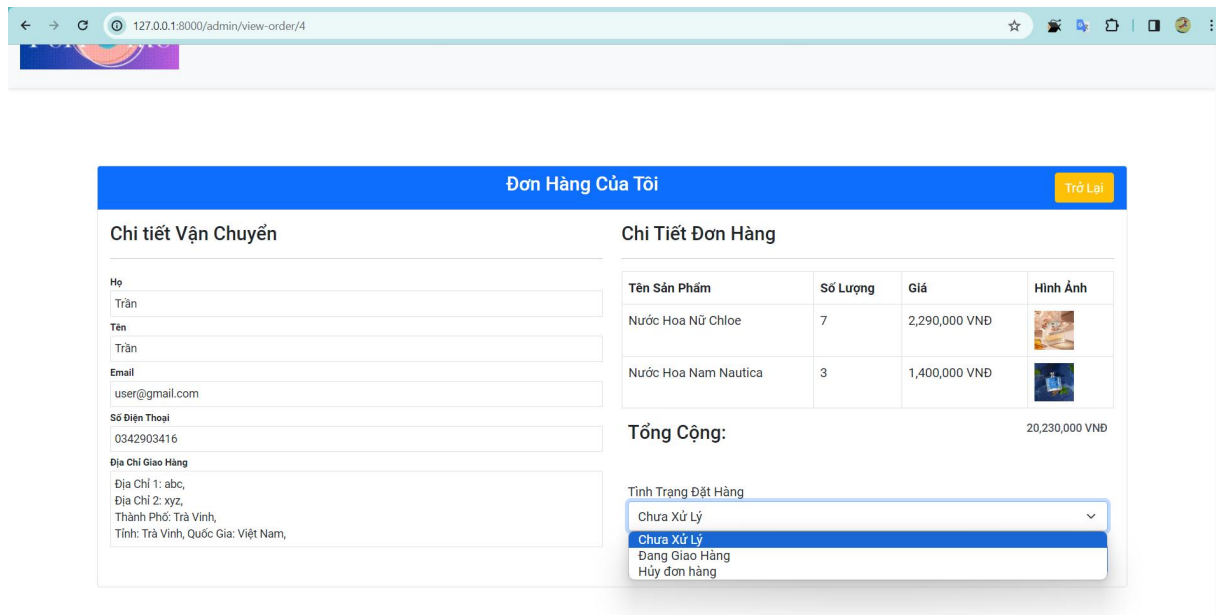 127.0.0.1:8000/admin/view-order/4
Đơn Hàng Của Tôi
Trở Lại
Chi tiết Vận Chuyển
Họ
Trần
Tên
Trần
Email
user@gmail.com
Số Điện Thoại
0342903416
Địa Chỉ Giao Hàng
Địa Chỉ 1: abc,
Địa Chỉ 2: xyz,
Thành Phố: Trà Vinh,
Tỉnh: Trà Vinh, Quốc Gia: Việt Nam,
Chi Tiết Đơn Hàng
Tên Sản Phẩm Số Lượng Giá Hình Ảnh
Nước Hoa Nữ Chloe 7 2,290,000 VNĐ
Nước Hoa Nam Nautica 3 1,400,000 VNĐ
Tổng Cộng: 20,230,000 VNĐ
Tình Trạng Đặt Hàng
Chưa Xử Lý
Chưa Xử Lý
Đang Giao Hàng
Hủy đơn hàng